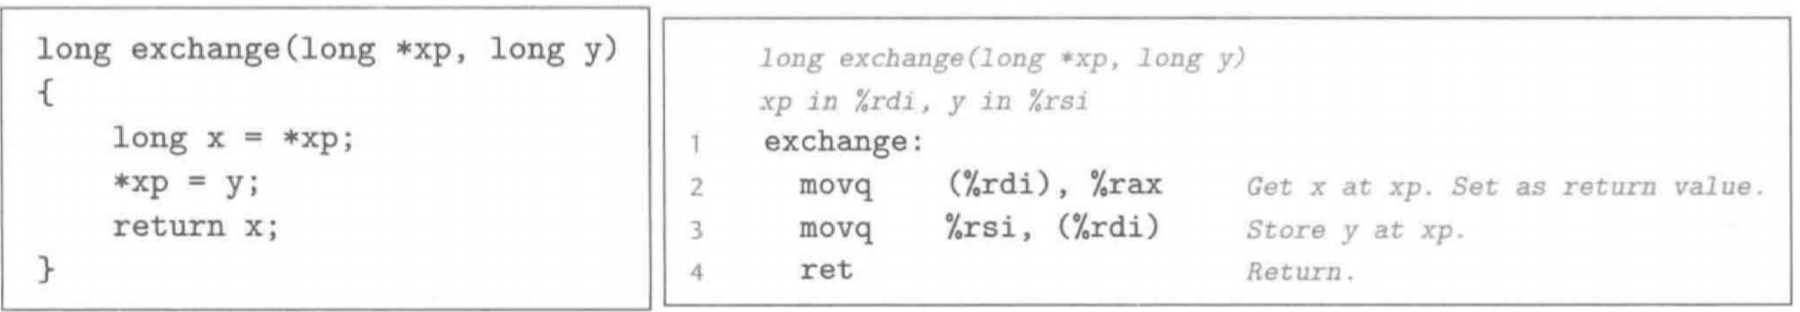 long exchange(long *xp, long y)
{
    long x = *xp;
    *xp = y;
    return x;
}
long exchange(long *xp, long y)
xp in %rdi, y in %rsi
1 exchange:
2 movq (%rdi), %rax Get x at xp. Set as return value.
3 movq %rsi, (%rdi) Store y at xp.
4 ret Return.